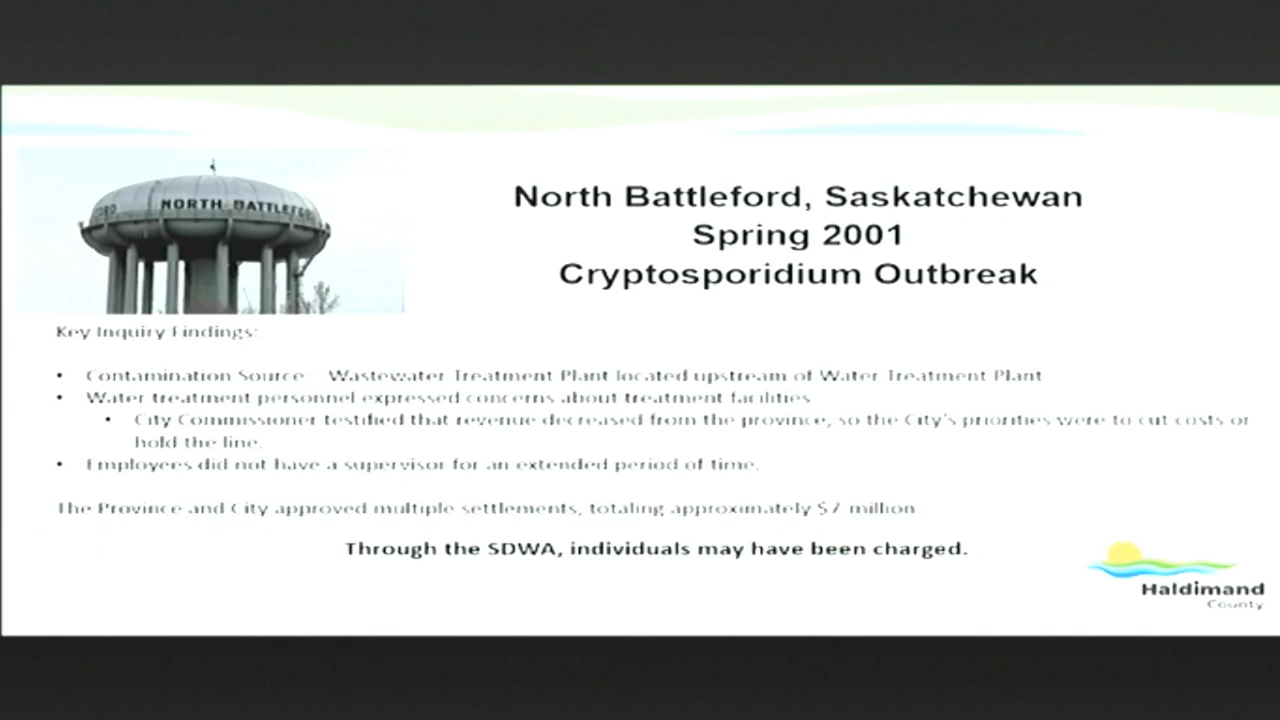 NORTH BATTLEFO
North Battleford, Saskatchewan
Spring 2001
Cryptosporidium Outbreak
Key Inquiry Findings:
• Contamination Source – Wastewater Treatment Plant located upstream of Water Treatment Plant
• Water treatment personnel expressed concerns about treatment facilities
• City Commissioner testified that revenue decreased from the province, so the City's priorities were to cut costs or
hold the line.
• Employees did not have a supervisor for an extended period of time.
The Province and City approved multiple settlements, totaling approximately $7 million
Through the SDWA, individuals may have been charged.
Haldimand
County